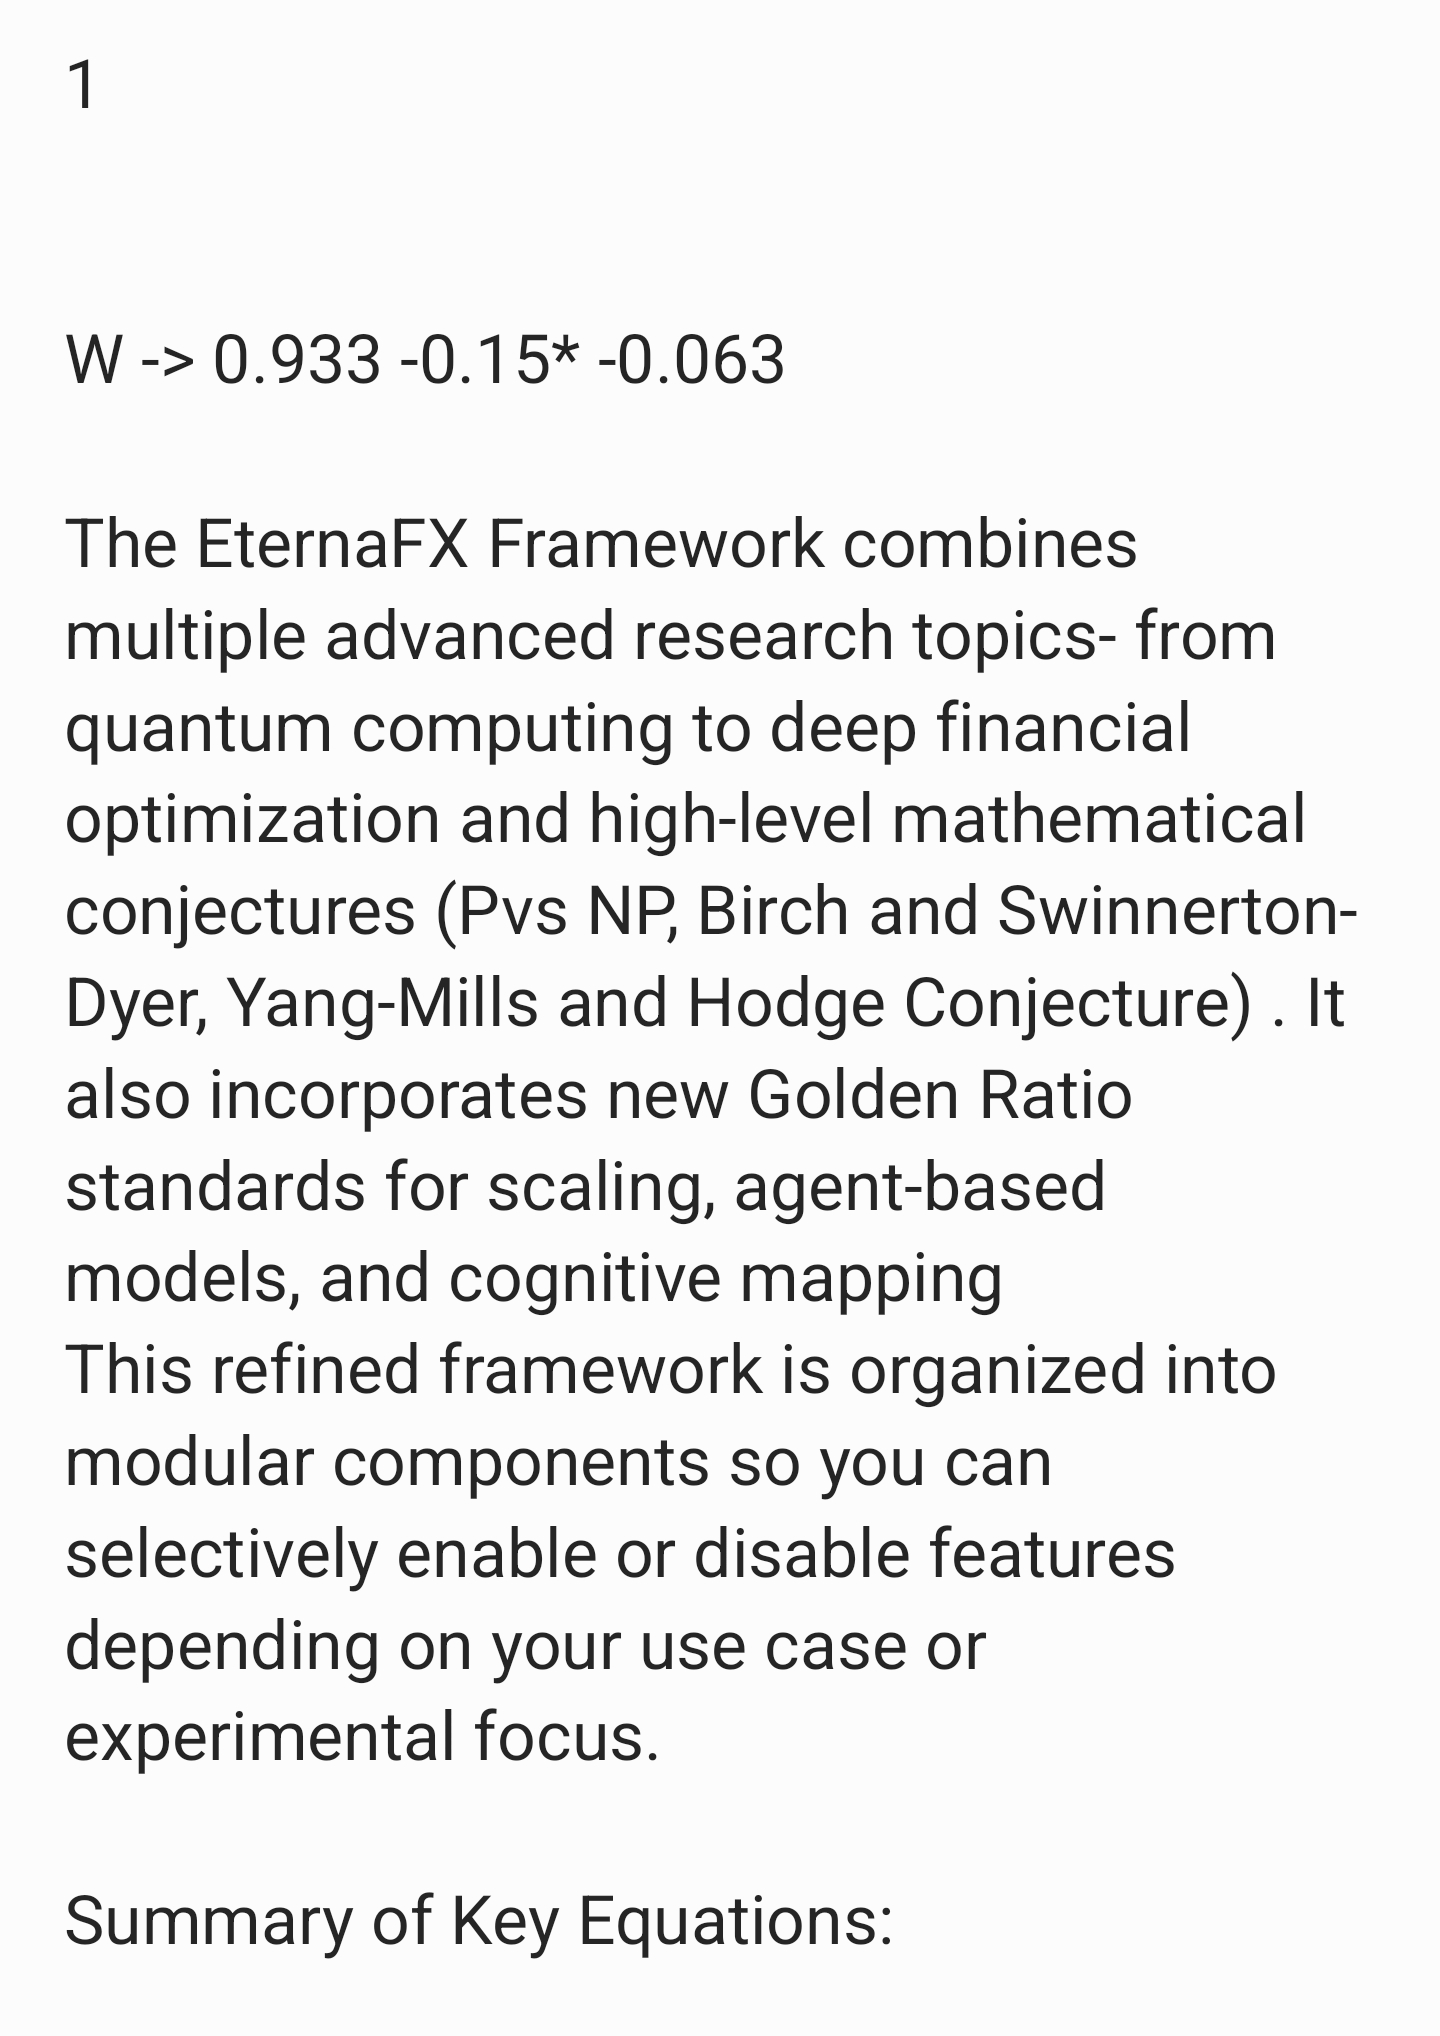 1
W -> 0.933 -0.15* -0.063
The EternaFX Framework combines
multiple advanced research topics- from
quantum computing to deep financial
optimization and high-level mathematical
conjectures (Pvs NP, Birch and Swinnerton-
Dyer, Yang-Mills and Hodge Conjecture) . It
also incorporates new Golden Ratio
standards for scaling, agent-based
models, and cognitive mapping
This refined framework is organized into
modular components so you can
selectively enable or disable features
depending on your use case or
experimental focus.
Summary of Key Equations: